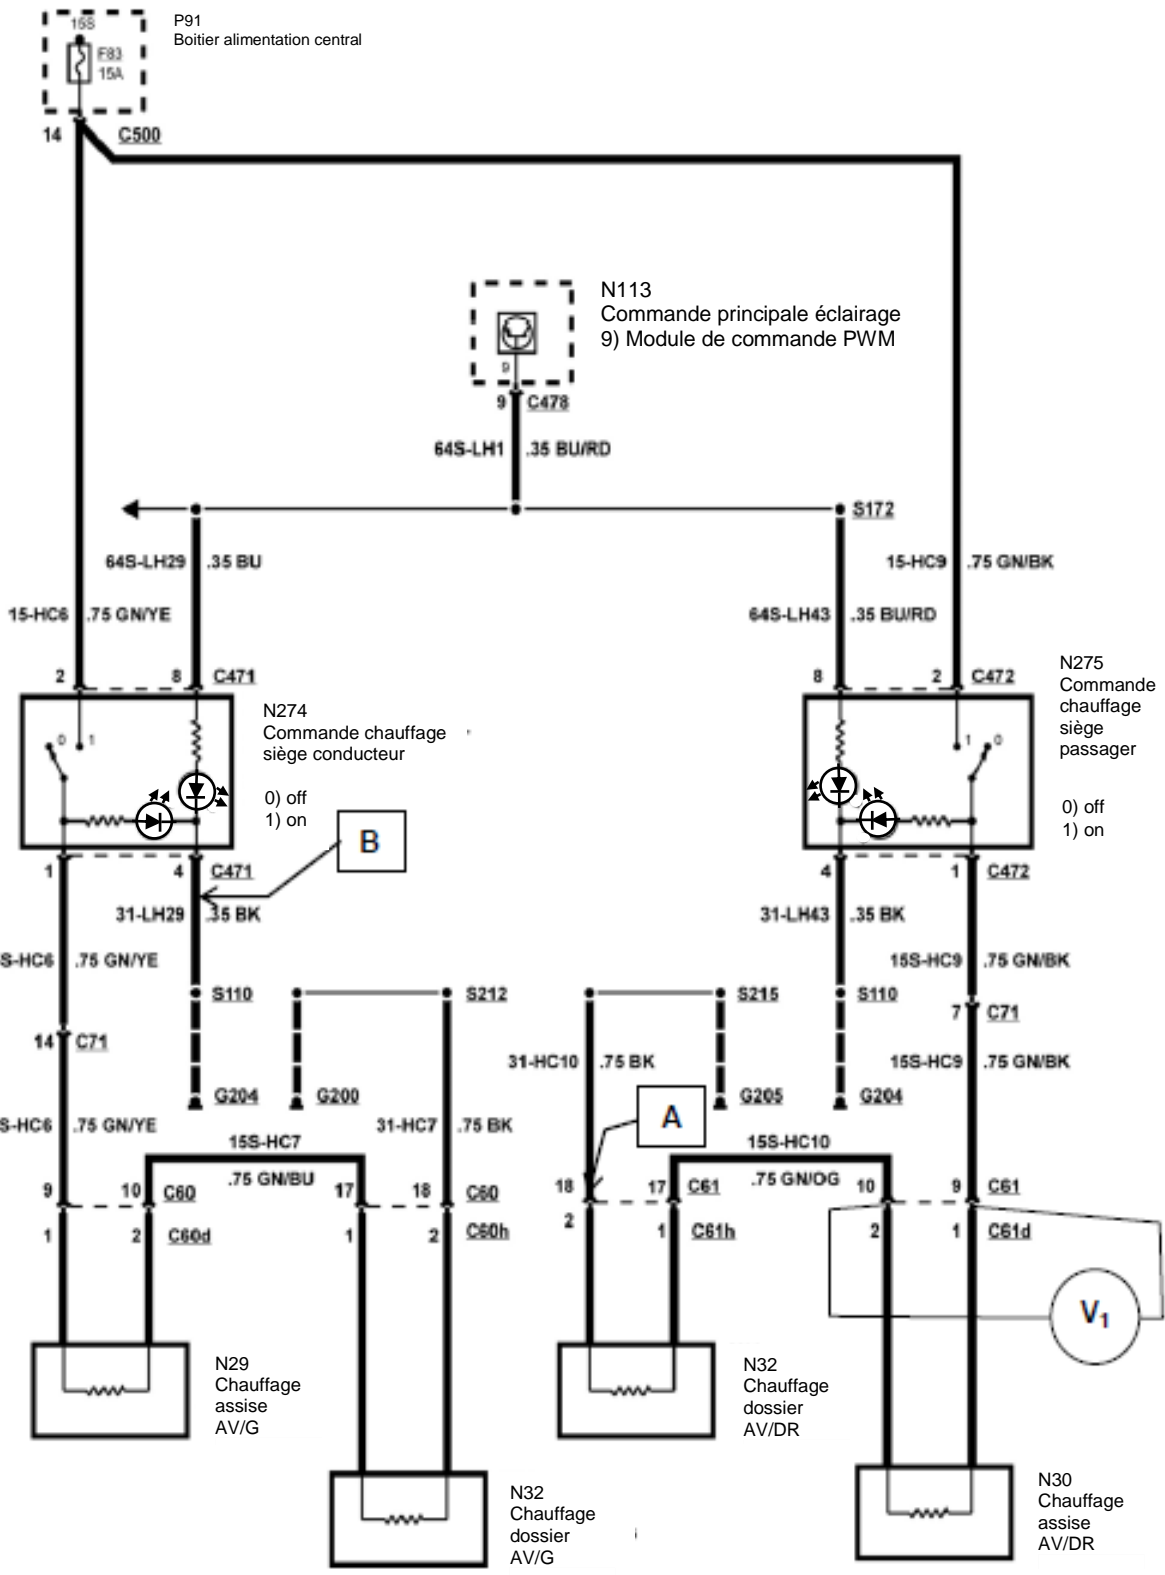 15S
P91
Boitier alimentation central
F83
15A
14 C500
N113
Commande principale éclairage
9) Module de commande PWM
9
9 C478
64S-LH1 .35 BU/RD
S172
64S-LH29 .35 BU
15-HC9 .75 GN/BK
15-HC6 .75 GN/YE
64S-LH43 .35 BU/RD
2 8 C471
8 2 C472
N275
Commande
chauffage
siège
passager
0) off
1) on
N274
Commande chauffage
siège conducteur
0) off
1) on
0 1
1 0
B
1 4 C471
4 1 C472
31-LH29 .35 BK
31-LH43 .35 BK
S-HC6 .75 GN/YE
15S-HC9 .75 GN/BK
S110
S212
S215
S110
7 C71
14 C71
31-HC10 .75 BK
15S-HC9 .75 GN/BK
G204
G200
G205
G204
A
S-HC6 .75 GN/YE
31-HC7 .75 BK
15S-HC7
.75 GN/BU
15S-HC10
.75 GN/OG
9 10 C60
17 18 C60
18 17 C61
10 9 C61
1 2 C60d
1 2 C60h
2 1 C61h
2 1 C61d
V1
N29
Chauffage
assise
AV/G
N32
Chauffage
dossier
AV/DR
N32
Chauffage
dossier
AV/G
N30
Chauffage
assise
AV/DR